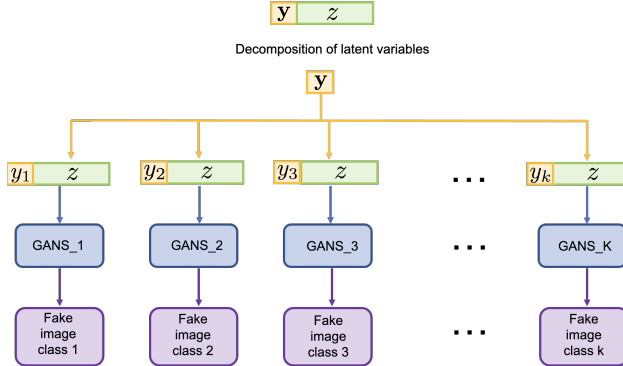 y z
Decomposition of latent variables
y
y₁ z y₂ z y₃ z ... yₖ z
GANS_1 GANS_2 GANS_3 ... GANS_K
Fake Fake Fake Fake
image image image ... image
class 1 class 2 class 3 class k